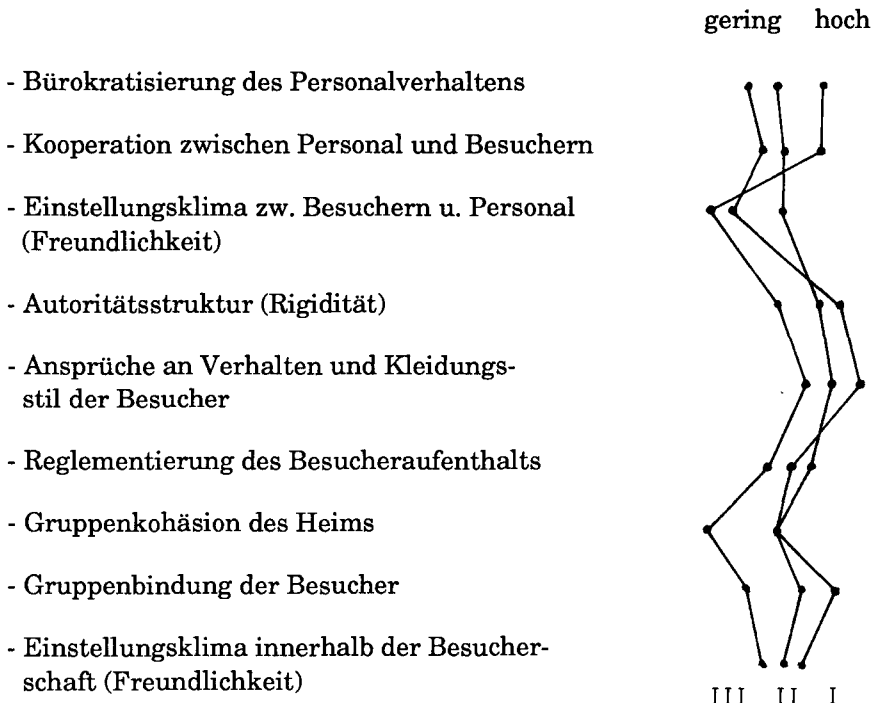 gering hoch
- Bürokratisierung des Personalverhaltens
- Kooperation zwischen Personal und Besuchern
- Einstellungsklima zw. Besuchern u. Personal
(Freundlichkeit)
- Autoritätsstruktur (Rigidität)
- Ansprüche an Verhalten und Kleidungs-
stil der Besucher
- Reglementierung des Besucheraufenthalts
- Gruppenkohäsion des Heims
- Gruppenbindung der Besucher
- Einstellungsklima innerhalb der Besucher-
schaft (Freundlichkeit)
III II I